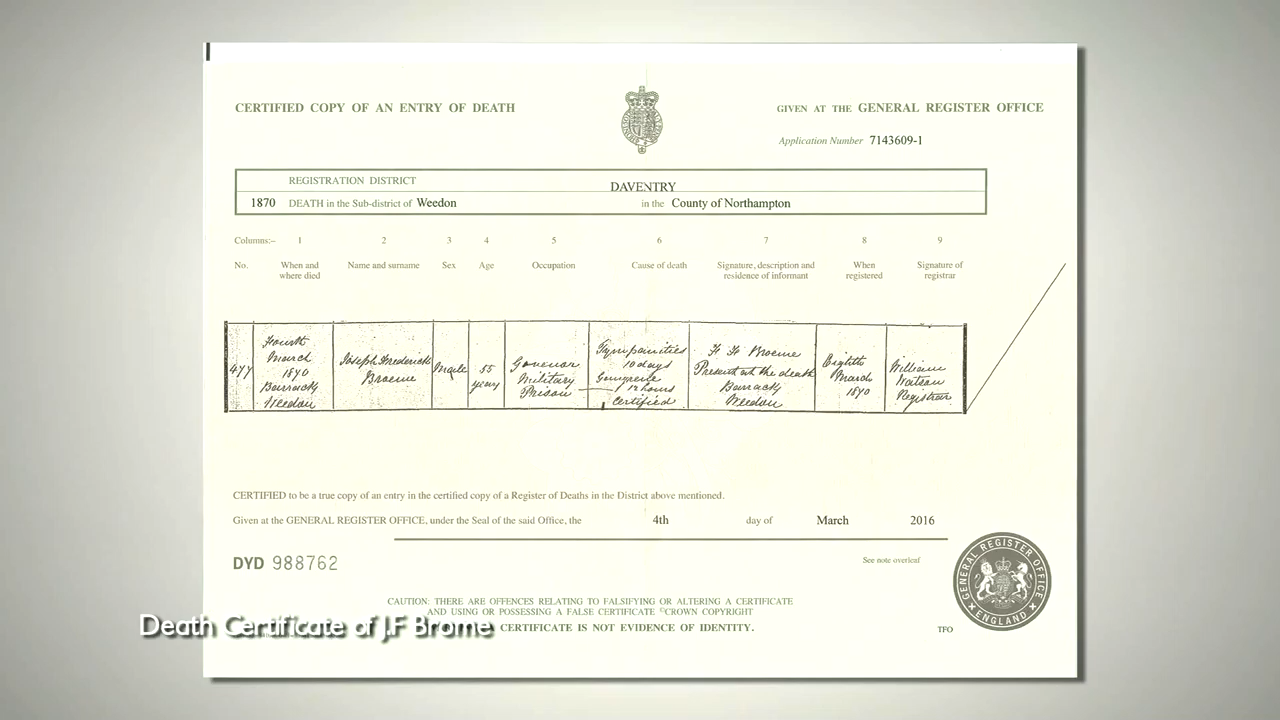 CERTIFIED COPY OF AN ENTRY OF DEATH
GIVEN AT THE GENERAL REGISTER OFFICE
Application Number 7143609-1
REGISTRATION DISTRICT DAVENTRY
1870 DEATH in the Sub-district of Weedon in the County of Northampton
Columns:– 1 2 3 4 5 6 7 8 9
No. When and where died Name and surname Sex Age Occupation Cause of death Signature, description and residence of informant When registered Signature of registrar
477
Fourth
March
1870
Barracks
Weedon
Joseph Frederick
Brome
Male
55
years
Govenor
Military
Prison
Tympanities
10 days
Gangrene
12 hours
Certified
Brome
Present at the death
Barracks
Weedon
Eighth
March
1870
William
Watson
Registrar
CERTIFIED to be a true copy of an entry in the certified copy of a Register of Deaths in the District above mentioned.
Given at the GENERAL REGISTER OFFICE, under the Seal of the said Office, the 4th day of March 2016
DYD 988762
See note overleaf
CAUTION: THERE ARE OFFENCES RELATING TO FALSIFYING OR ALTERING A CERTIFICATE
AND USING OR POSSESSING A FALSE CERTIFICATE ©CROWN COPYRIGHT
A CERTIFICATE IS NOT EVIDENCE OF IDENTITY.
Death Certificate of J.F Brome
GENERAL REGISTER OFFICE
ENGLAND
TFO